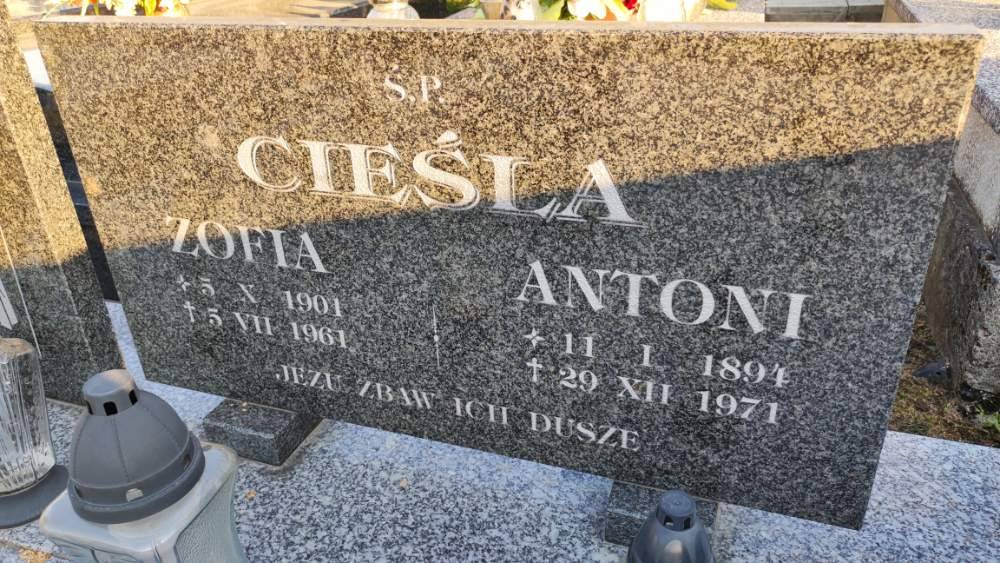 Ś.P.
CIEŚLA
ZOFIA
5 X 1901
† 5 VII 1961
ANTONI
11 I 1894
† 29 XII 1971
JEZU ZBAW ICH DUSZE